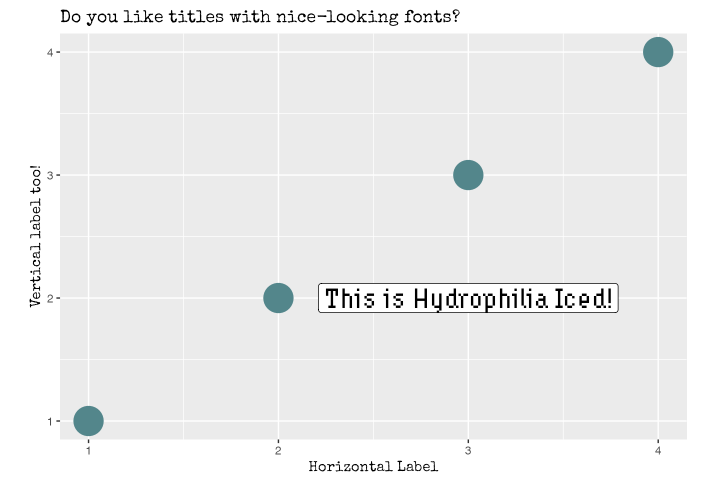 Do you like titles with nice-looking fonts?
4
3
2
1
Vertical label too!
This is Hydrophilia Iced!
1 2 3 4
Horizontal Label